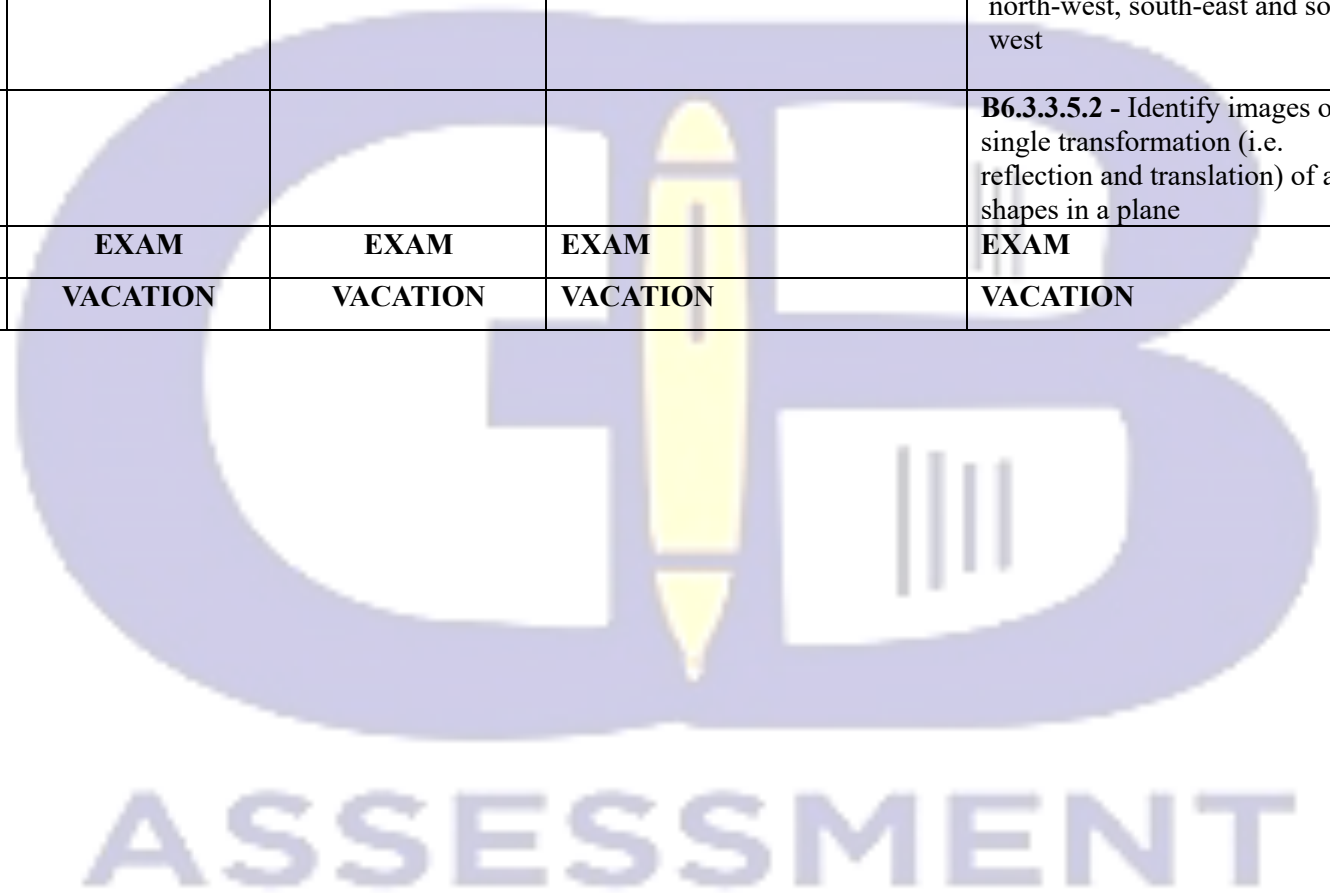 north-west, south-east and so
west
B6.3.3.5.2 - Identify images o
single transformation (i.e.
reflection and translation) of a
shapes in a plane
EXAM EXAM EXAM EXAM
VACATION VACATION VACATION VACATION
ASSESSMENT